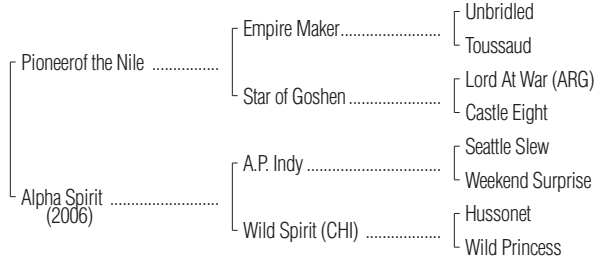 Unbridled
Empire Maker....................
Toussaud
Pioneerof the Nile ..............
Lord At War (ARG)
Star of Goshen...................
Castle Eight
Seattle Slew
A.P. Indy ...........................
Weekend Surprise
Alpha Spirit .......................
(2006)
Hussonet
Wild Spirit (CHI) ................
Wild Princess